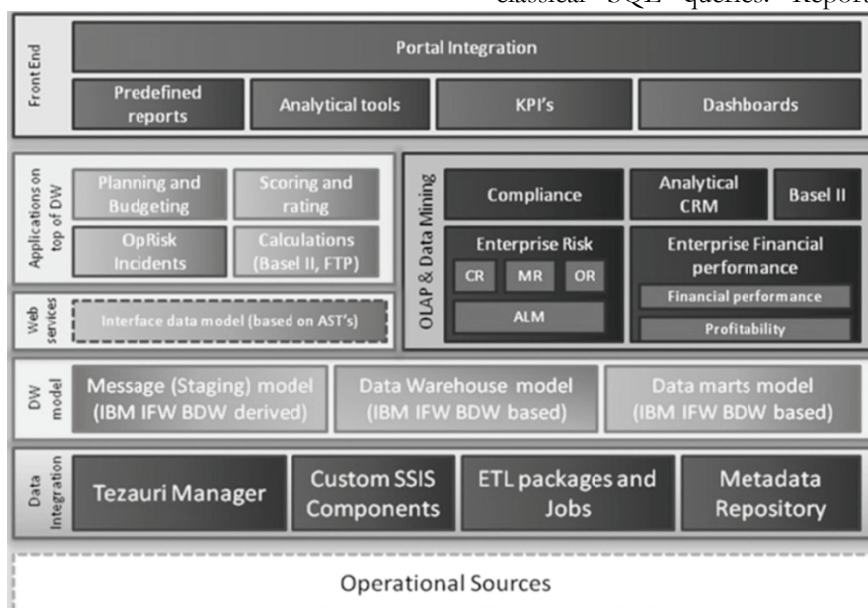 classical SQL queries. Report
Front End
Portal Integration
Predefined
reports
Analytical tools
KPI's
Dashboards
Applications on
top of DW
Planning and
Budgeting
Scoring and
rating
OpRisk
Incidents
Calculations
(Basel II, FTP)
Web
services
Interface data model (based on AST's)
OLAP & Data Mining
Compliance
Analytical
CRM
Basel II
Enterprise Risk
CR
MR
OR
ALM
Enterprise Financial
performance
Financial performance
Profitability
DW
model
Message (Staging) model
(IBM IFW BDW derived)
Data Warehouse model
(IBM IFW BDW based)
Data marts model
(IBM IFW BDW based)
Data
Integration
Tezauri Manager
Custom SSIS
Components
ETL packages and
Jobs
Metadata
Repository
Operational Sources